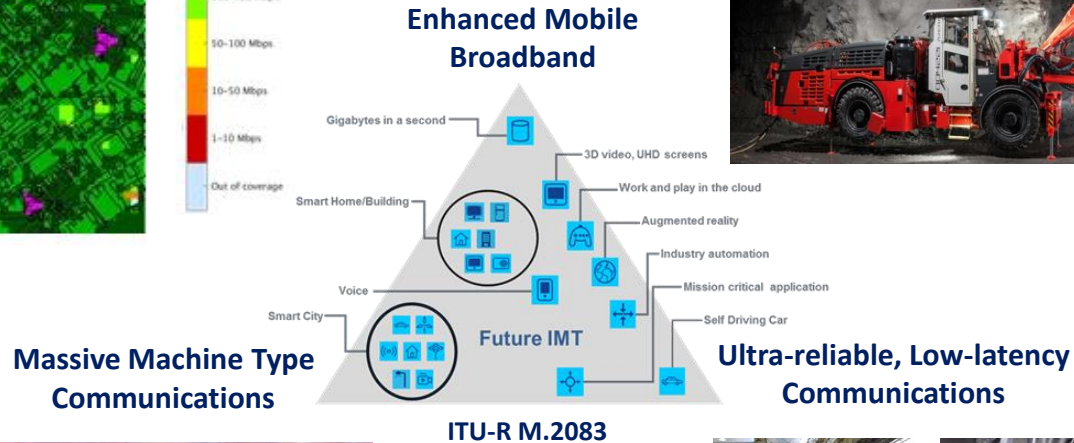 Enhanced Mobile
Broadband
50-100 Mbps
10-50 Mbps
1-10 Mbps
Out of coverage
Gigabytes in a second
3D video, UHD screens
Work and play in the cloud
Smart Home/Building
Augmented reality
Industry automation
Voice
Mission critical application
Smart City
Self Driving Car
Future IMT
Massive Machine Type
Communications
Ultra-reliable, Low-latency
Communications
ITU-R M.2083